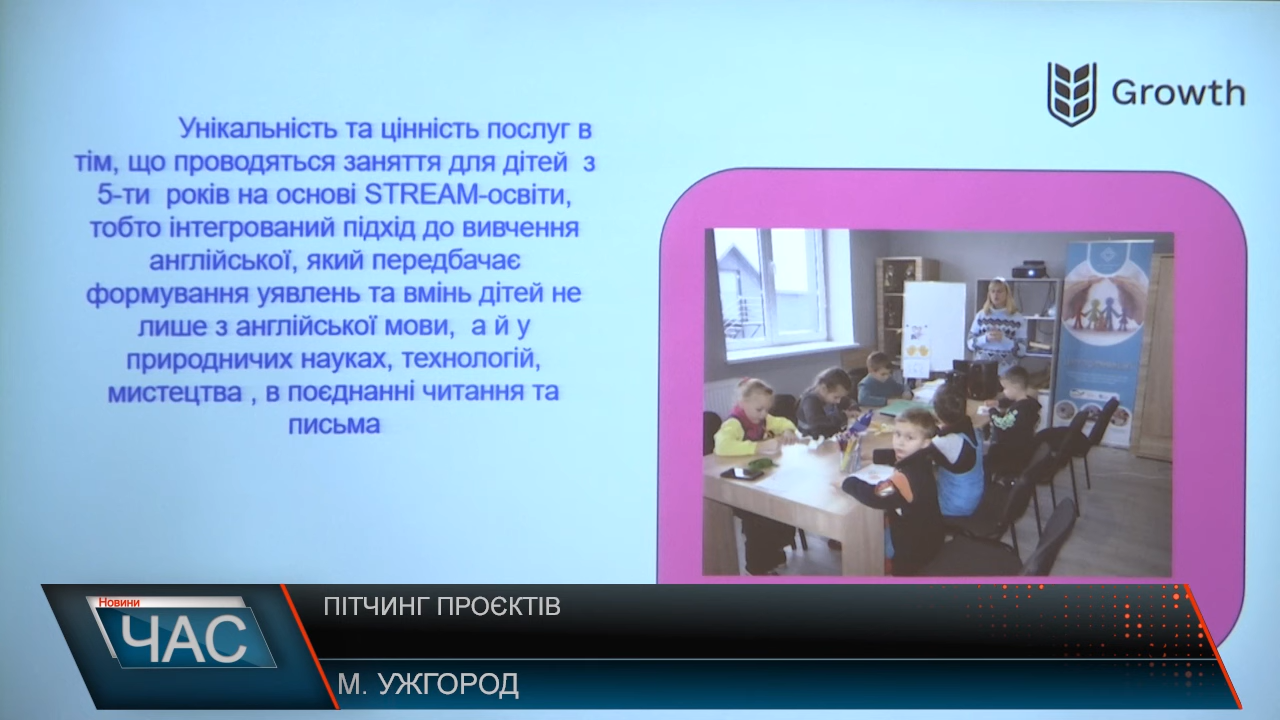 Growth
Унікальність та цінність послуг в
тім, що проводяться заняття для дітей з
5-ти років на основі STREAM-освіти,
тобто інтегрований підхід до вивчення
англійської, який передбачає
формування уявлень та вмінь дітей не
лише з англійської мови, а й у
природничих науках, технологій,
мистецтва , в поєднанні читання та
письма
Новини
ЧАС
ПІТЧИНГ ПРОЄКТІВ
М. УЖГОРОД